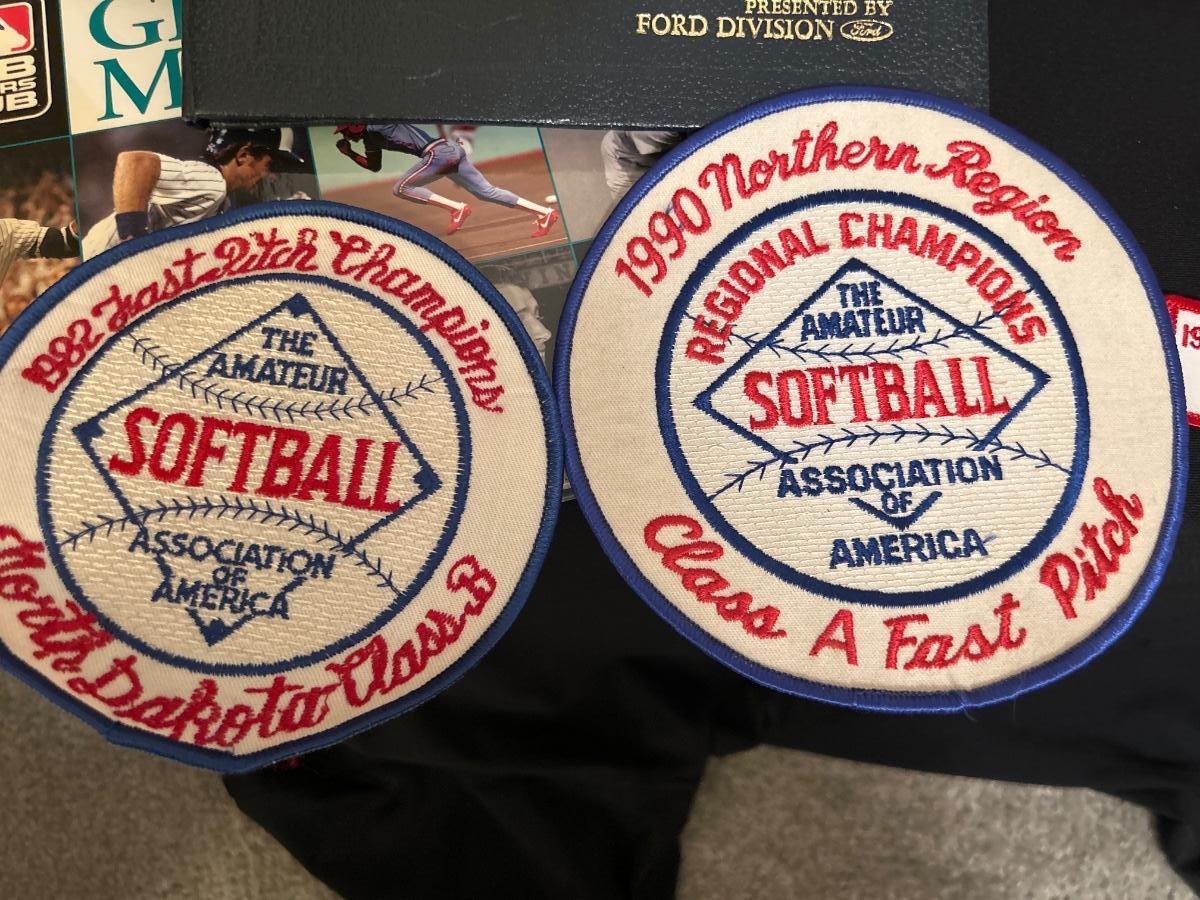 PRESENTED BY
FORD DIVISION Ford
1982 Fast Pitch Champions
THE
AMATEUR
SOFTBALL
ASSOCIATION
OF
AMERICA
North Dakota Class B
1990 Northern Region
REGIONAL CHAMPIONS
THE
AMATEUR
SOFTBALL
ASSOCIATION
OF
AMERICA
Class A Fast Pitch